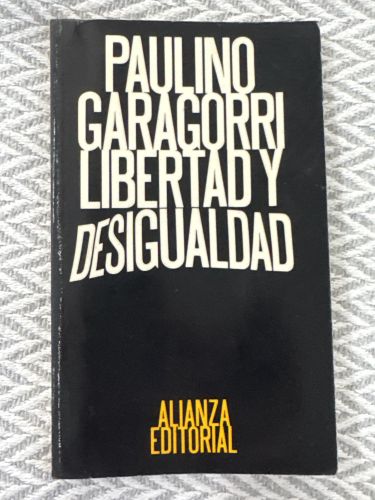 PAULINO
GARAGORRI
LIBERTAD Y
DESIGUALDAD
ALIANZA
EDITORIAL